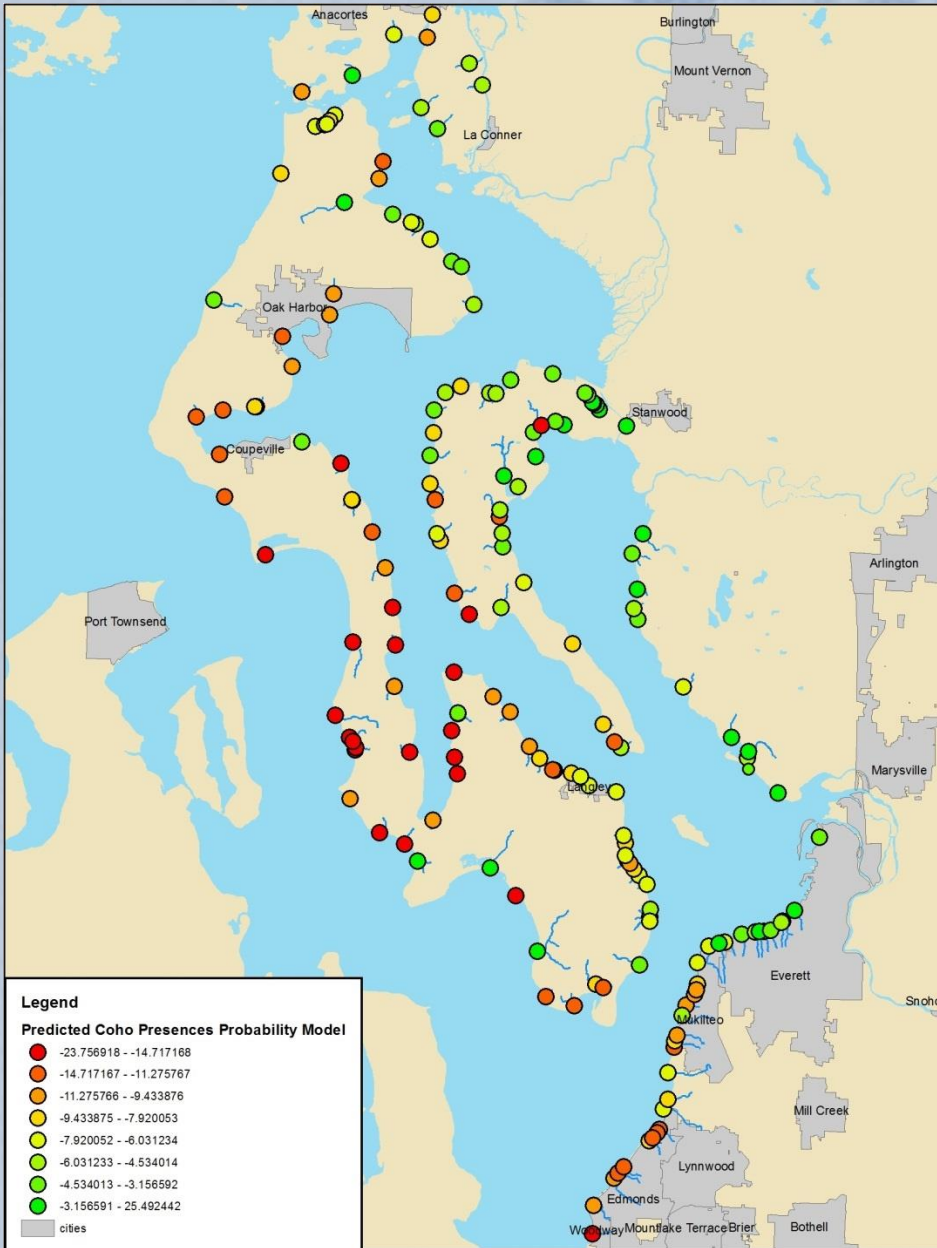 Anacortes
Burlington
Mount Vernon
La Conner
Oak Harbor
Stanwood
Coupeville
Arlington
Port Townsend
Marysville
Langley
Everett
Snoho
Mukilteo
Mill Creek
Lynnwood
Edmonds
Woodway Mountlake Terrace Brier Bothell
Legend
Predicted Coho Presences Probability Model
-23.756918 - -14.717168
-14.717167 - -11.275767
-11.275766 - -9.433876
-9.433875 - -7.920053
-7.920052 - -6.031234
-6.031233 - -4.534014
-4.534013 - -3.156592
-3.156591 - 25.492442
cities